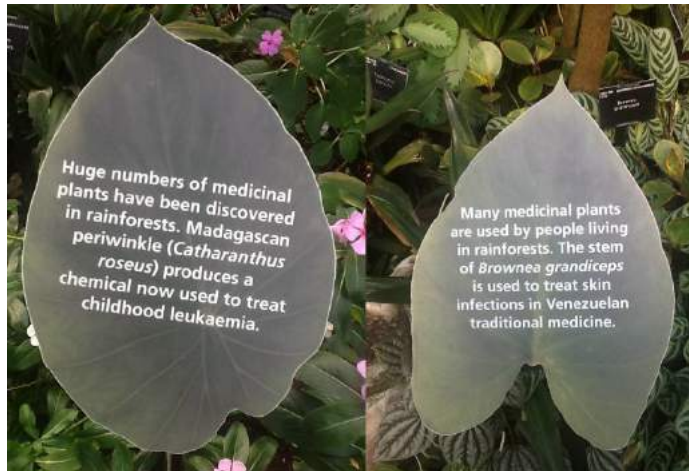 Huge numbers of medicinal
plants have been discovered
in rainforests. Madagascan
periwinkle (Catharanthus
roseus) produces a
chemical now used to treat
childhood leukaemia.
Many medicinal plants
are used by people living
in rainforests. The stem
of Brownea grandiceps
is used to treat skin
infections in Venezuelan
traditional medicine.